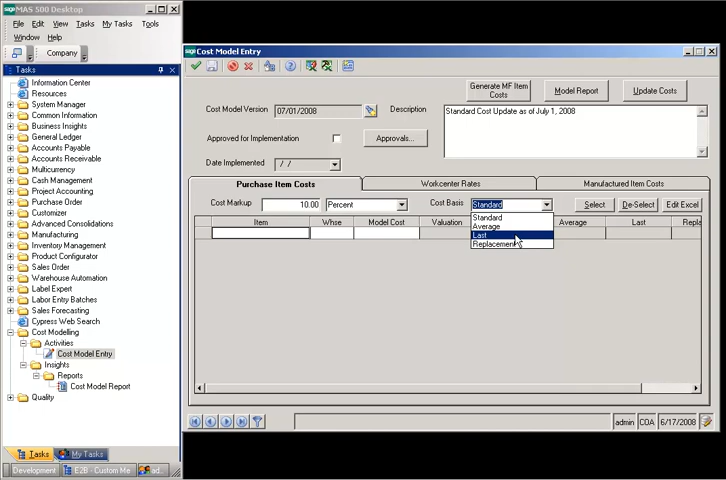 sage MAS 500 Desktop
File Edit View Tasks My Tasks Tools
Window Help
Company
Tasks
Information Center
Resources
System Manager
Common Information
Business Insights
General Ledger
Accounts Payable
Accounts Receivable
Multicurrency
Cash Management
Project Accounting
Purchasing
Customizer
Advanced Consolidations
Manufacturing
Inventory Management
Product Configurator
Sales Order
Warehouse Automation
Label Expert
Labor Entry Batches
Sales Forecasting
Cypress Web Search
Cost Modelling
Activities
Cost Model Entry
Insights
Reports
Cost Model Report
Quality
Tasks My Tasks
Development E2B - Custom Me ad...
sage Cost Model Entry
Generate MF Item Costs
Model Report
Update Costs
Cost Model Version 07/01/2008 Description Standard Cost Update as of July 1, 2008
Approved for Implementation Approvals...
Date Implemented / /
Purchase Item Costs Workcenter Rates Manufactured Item Costs
Cost Markup 10.00 Percent Cost Basis Standard Select De-Select Edit Excel
Item Whse Model Cost Valuation Average Last Repla
Standard
Average
Last
Replacement
admin COA 6/17/2008